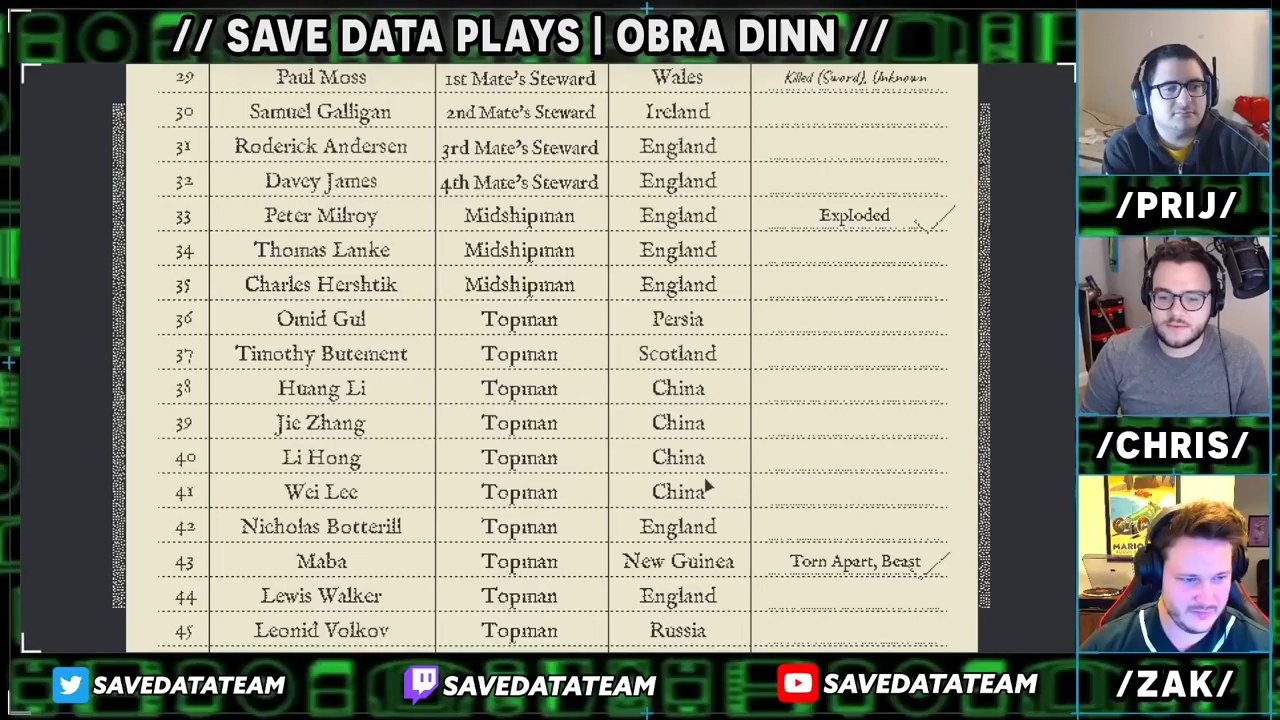 // SAVE DATA PLAYS | OBRA DINN //
29 Paul Moss 1st Mate's Steward Wales Killed (Sword), Unknown
30 Samuel Galligan 2nd Mate's Steward Ireland
31 Roderick Andersen 3rd Mate's Steward England
32 Davey James 4th Mate's Steward England
33 Peter Milroy Midshipman England Exploded
34 Thomas Lanke Midshipman England
35 Charles Hershtik Midshipman England
36 Omid Gul Topman Persia
37 Timothy Butement Topman Scotland
38 Huang Li Topman China
39 Jie Zhang Topman China
40 Li Hong Topman China
41 Wei Lee Topman China
42 Nicholas Botterill Topman England
43 Maba Topman New Guinea Torn Apart, Beast
44 Lewis Walker Topman England
45 Leonid Volkov Topman Russia
/PRIJ/
/CHRIS/
MARIO
/ZAK/
SAVEDATATEAM SAVEDATATEAM SAVEDATATEAM